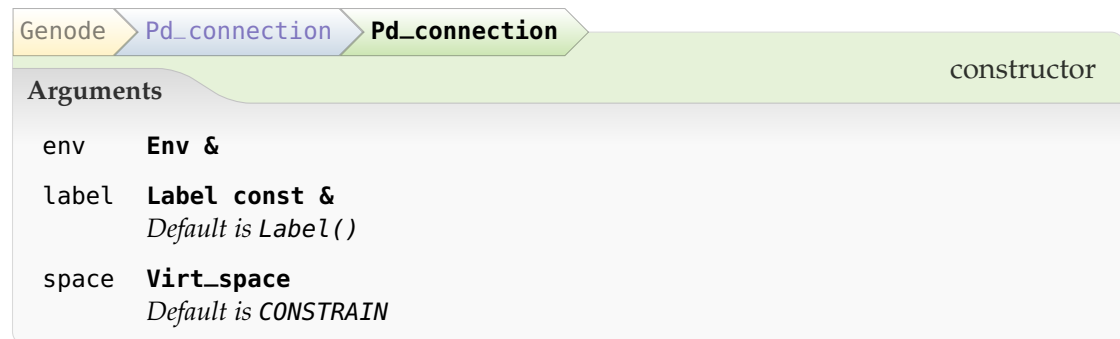 Genode Pd_connection Pd_connection
constructor
Arguments
env Env &
label Label const &
Default is Label()
space Virt_space
Default is CONSTRAIN